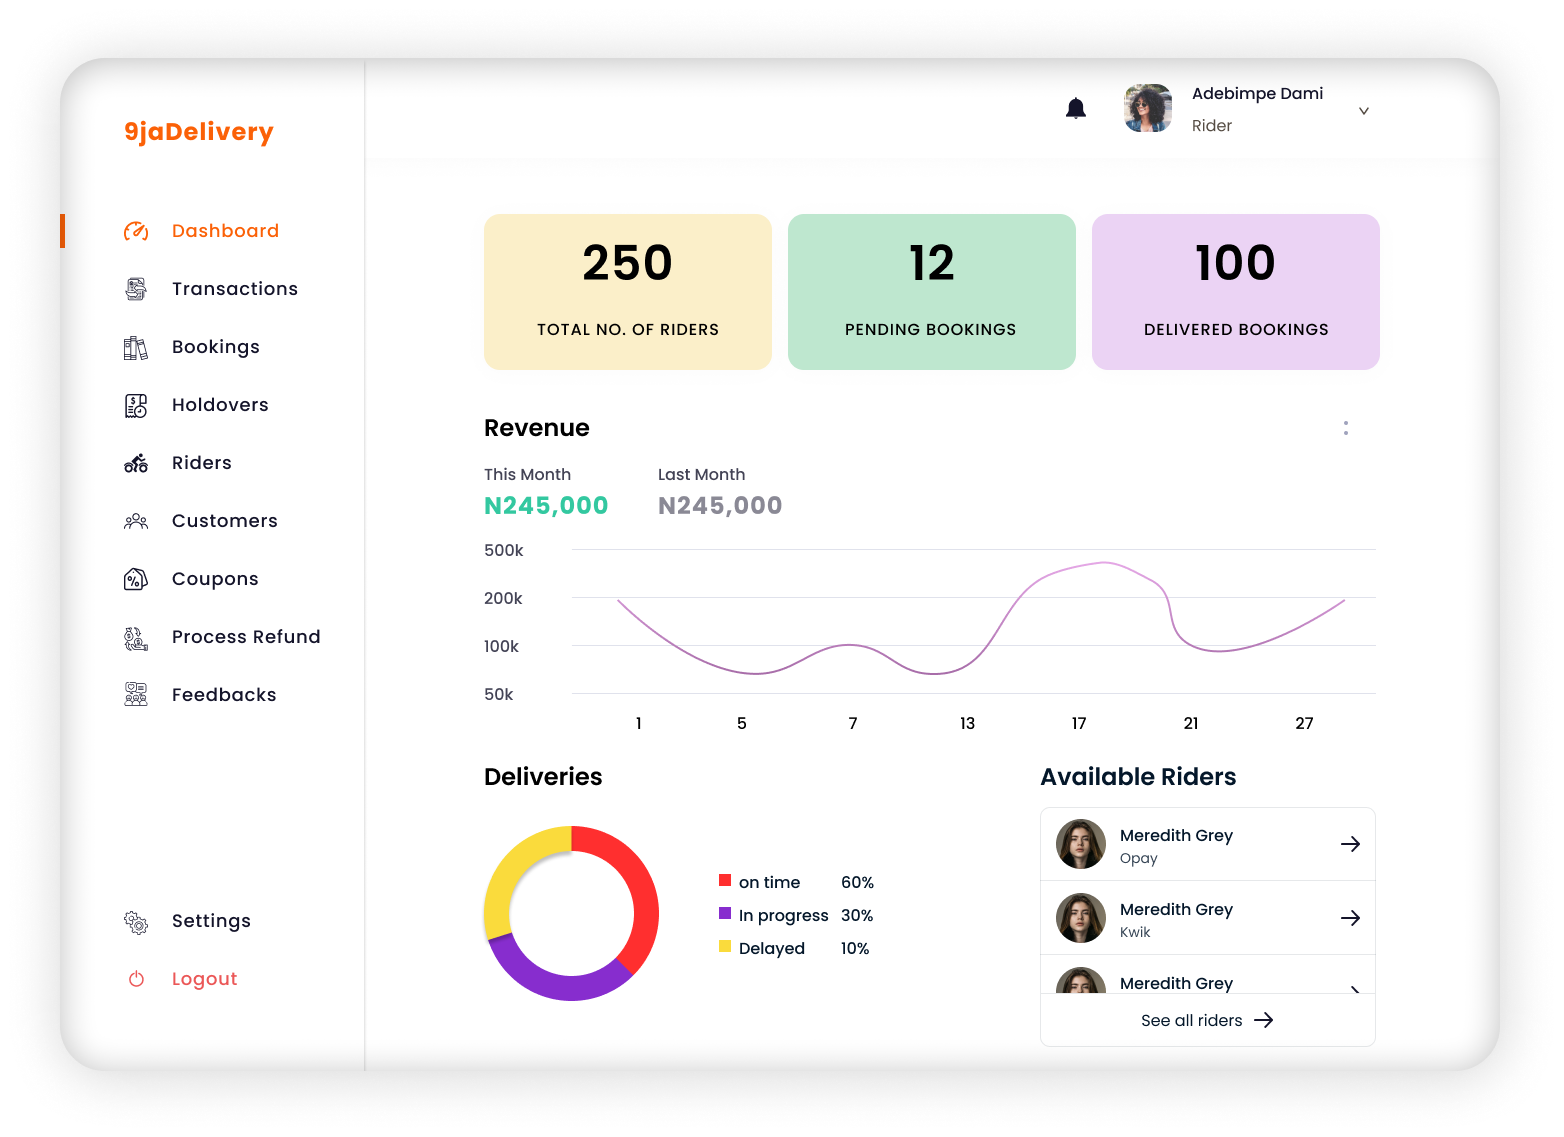 9jaDelivery
Dashboard
Transactions
Bookings
Holdovers
Riders
Customers
Coupons
Process Refund
Feedbacks
Settings
Logout
Adebimpe Dami
Rider
250
TOTAL NO. OF RIDERS
12
PENDING BOOKINGS
100
DELIVERED BOOKINGS
Revenue
This Month
N245,000
Last Month
N245,000
500k
200k
100k
50k
1 5 7 13 17 21 27
Deliveries
on time 60%
In progress 30%
Delayed 10%
Available Riders
Meredith Grey
Opay
Meredith Grey
Kwik
Meredith Grey
See all riders